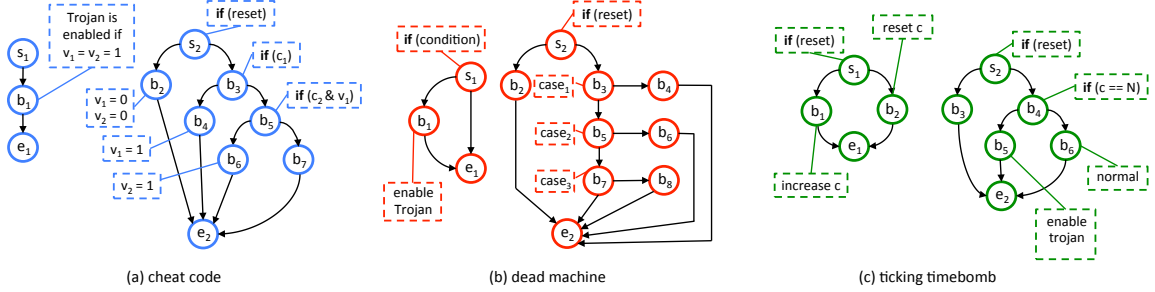 Trojan is
enabled if
v1 = v2 = 1
s1
b1
e1
if (reset)
s2
if (c1)
b2
b3
if (c2 & v1)
v1 = 0
v2 = 0
b4
b5
v1 = 1
b6
b7
v2 = 1
e2
(a) cheat code
if (condition)
s1
b1
e1
enable
Trojan
if (reset)
s2
b2
case1
b3
b4
case2
b5
b6
case3
b7
b8
e2
(b) dead machine
if (reset)
reset c
s1
b1
b2
e1
increase c
if (reset)
s2
if (c == N)
b3
b4
b5
b6
e2
normal
enable
trojan
(c) ticking timebomb